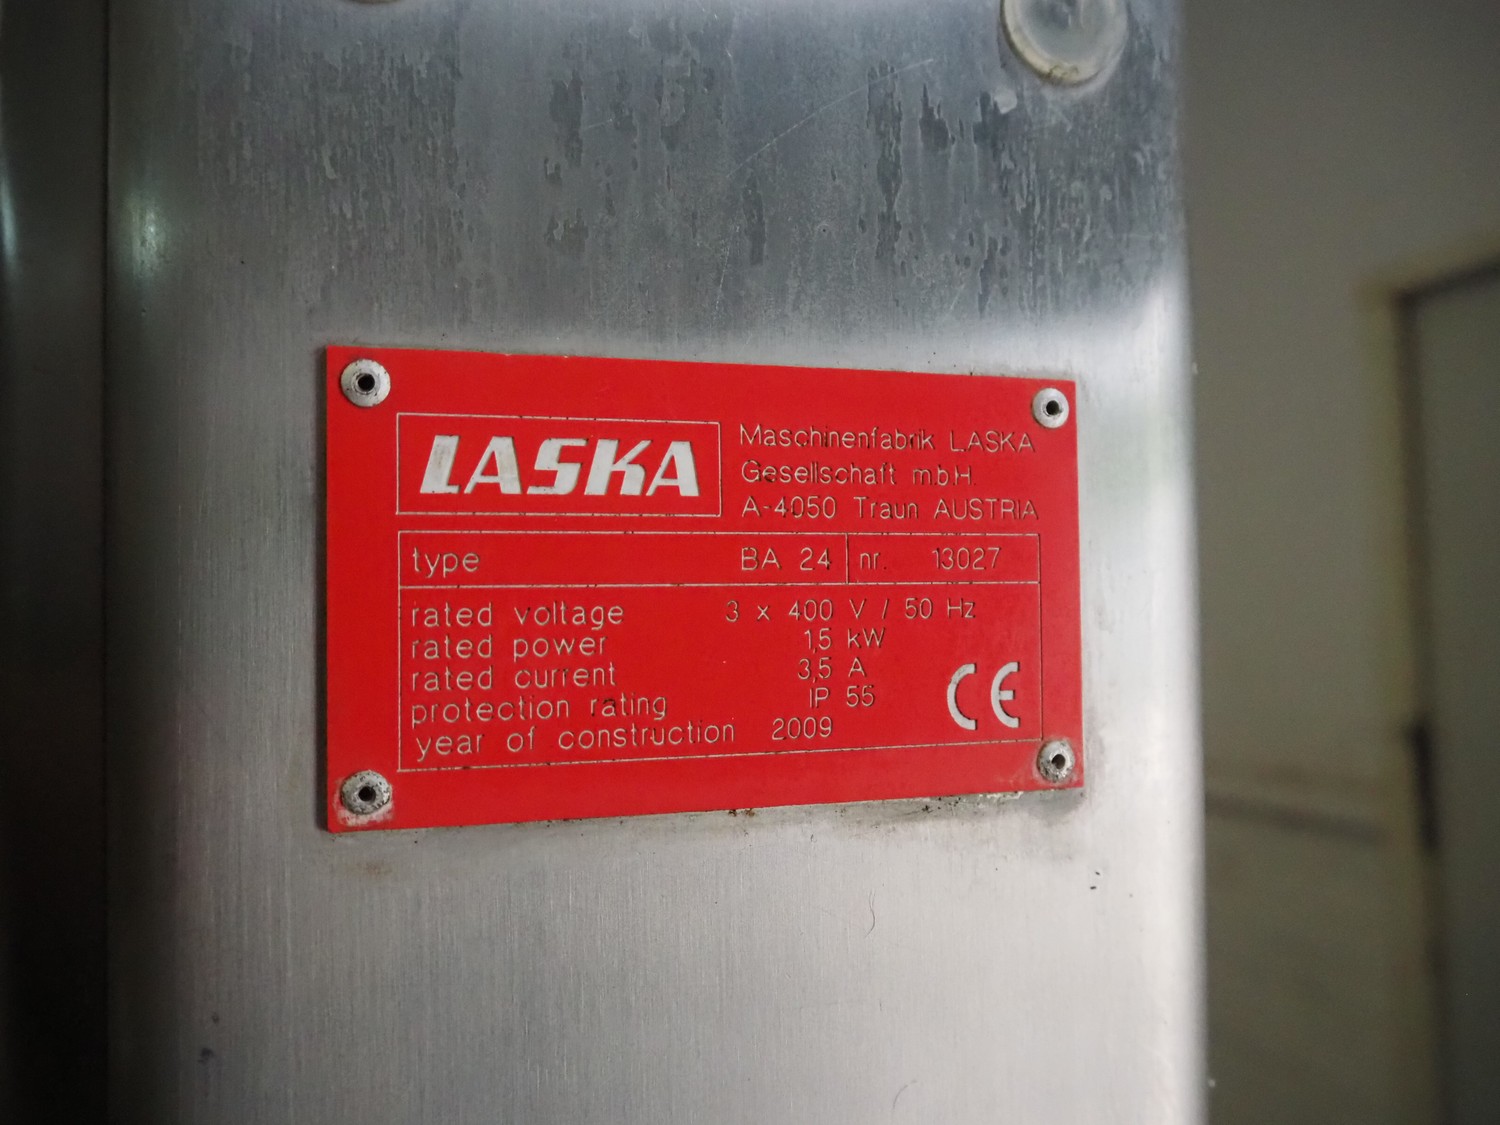 LASKA
Maschinenfabrik LASKA
Gesellschaft m.b.H.
A-4050 Traun AUSTRIA
type BA 24 nr. 13027
rated voltage 3 x 400 V / 50 Hz
rated power 1,5 kW
rated current 3,5 A
protection rating IP 55
year of construction 2009
CE